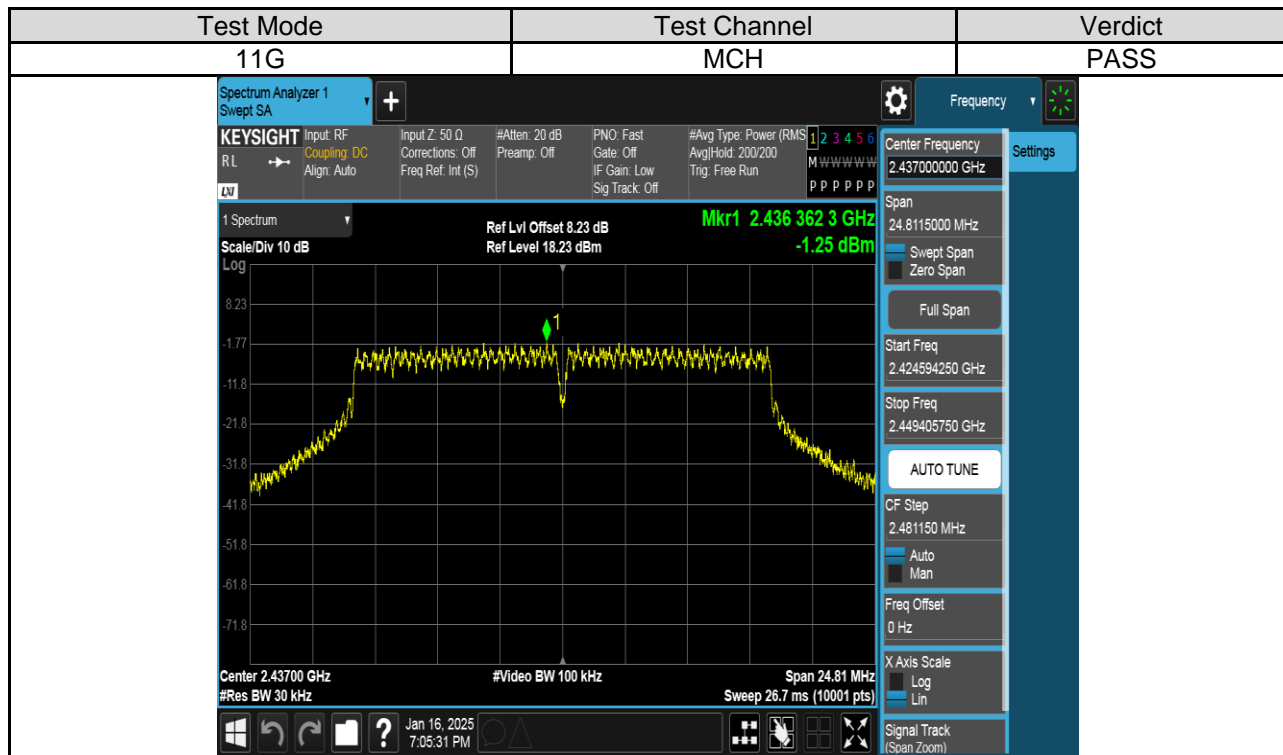 Test Mode Test Channel Verdict
11G MCH PASS
Spectrum Analyzer 1
Swept SA
+
Frequency
KEYSIGHT Input: RF Input Z: 50 Ω #Atten: 20 dB PNO: Fast #Avg Type: Power (RMS 1 2 3 4 5 6
RL Coupling: DC Corrections: Off Preamp: Off Gate: Off Avg|Hold: 200/200 M W W W W W
Align: Auto Freq Ref: Int (S) IF Gain: Low Trig: Free Run
LXI Sig Track: Off P P P P P P
1 Spectrum
Ref Lvl Offset 8.23 dB Mkr1 2.436 362 3 GHz
Scale/Div 10 dB Ref Level 18.23 dBm -1.25 dBm
Log
8.23
1
-1.77
-11.8
-21.8
-31.8
-41.8
-51.8
-61.8
-71.8
Center 2.43700 GHz #Video BW 100 kHz Span 24.81 MHz
#Res BW 30 kHz Sweep 26.7 ms (10001 pts)
Center Frequency
2.437000000 GHz
Settings
Span
24.8115000 MHz
Swept Span
Zero Span
Full Span
Start Freq
2.424594250 GHz
Stop Freq
2.449405750 GHz
AUTO TUNE
CF Step
2.481150 MHz
Auto
Man
Freq Offset
0 Hz
X Axis Scale
Log
Lin
Signal Track
(Span Zoom)
? Jan 16, 2025
7:05:31 PM